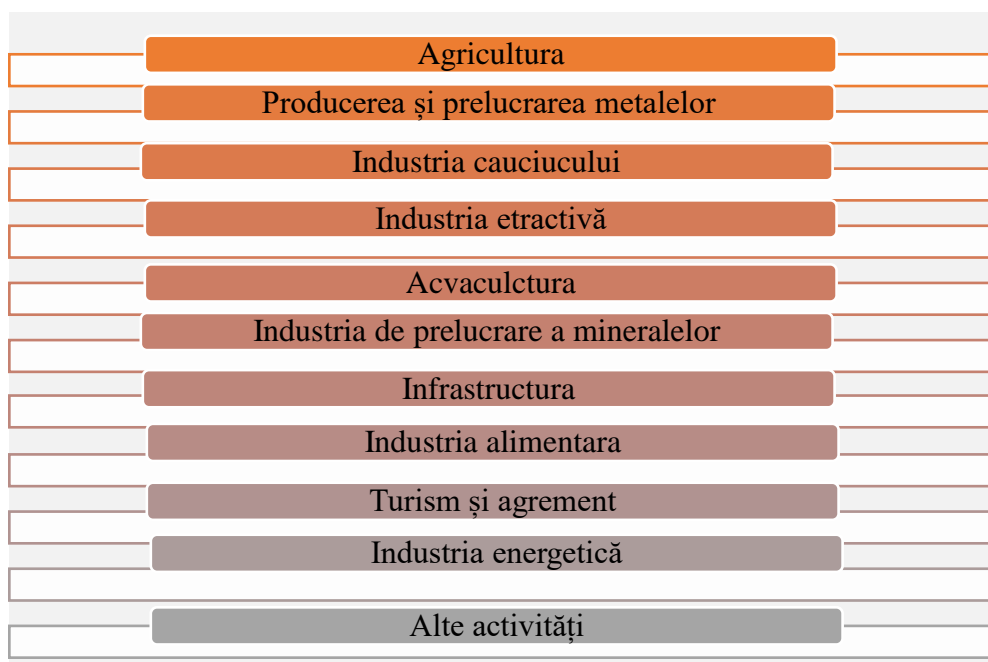 Agricultura
Producerea și prelucrarea metalelor
Industria cauciucului
Industria etractivă
Acvaculctura
Industria de prelucrare a mineralelor
Infrastructura
Industria alimentara
Turism și agrement
Industria energetică
Alte activități